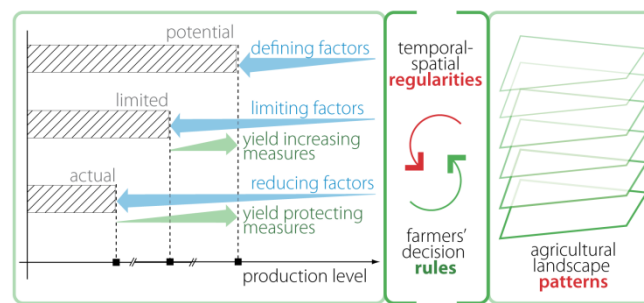 potential
defining factors
limited
limiting factors
yield increasing
measures
actual
reducing factors
yield protecting
measures
production level
temporal-
spatial
regularities
farmers'
decision
rules
agricultural
landscape
patterns